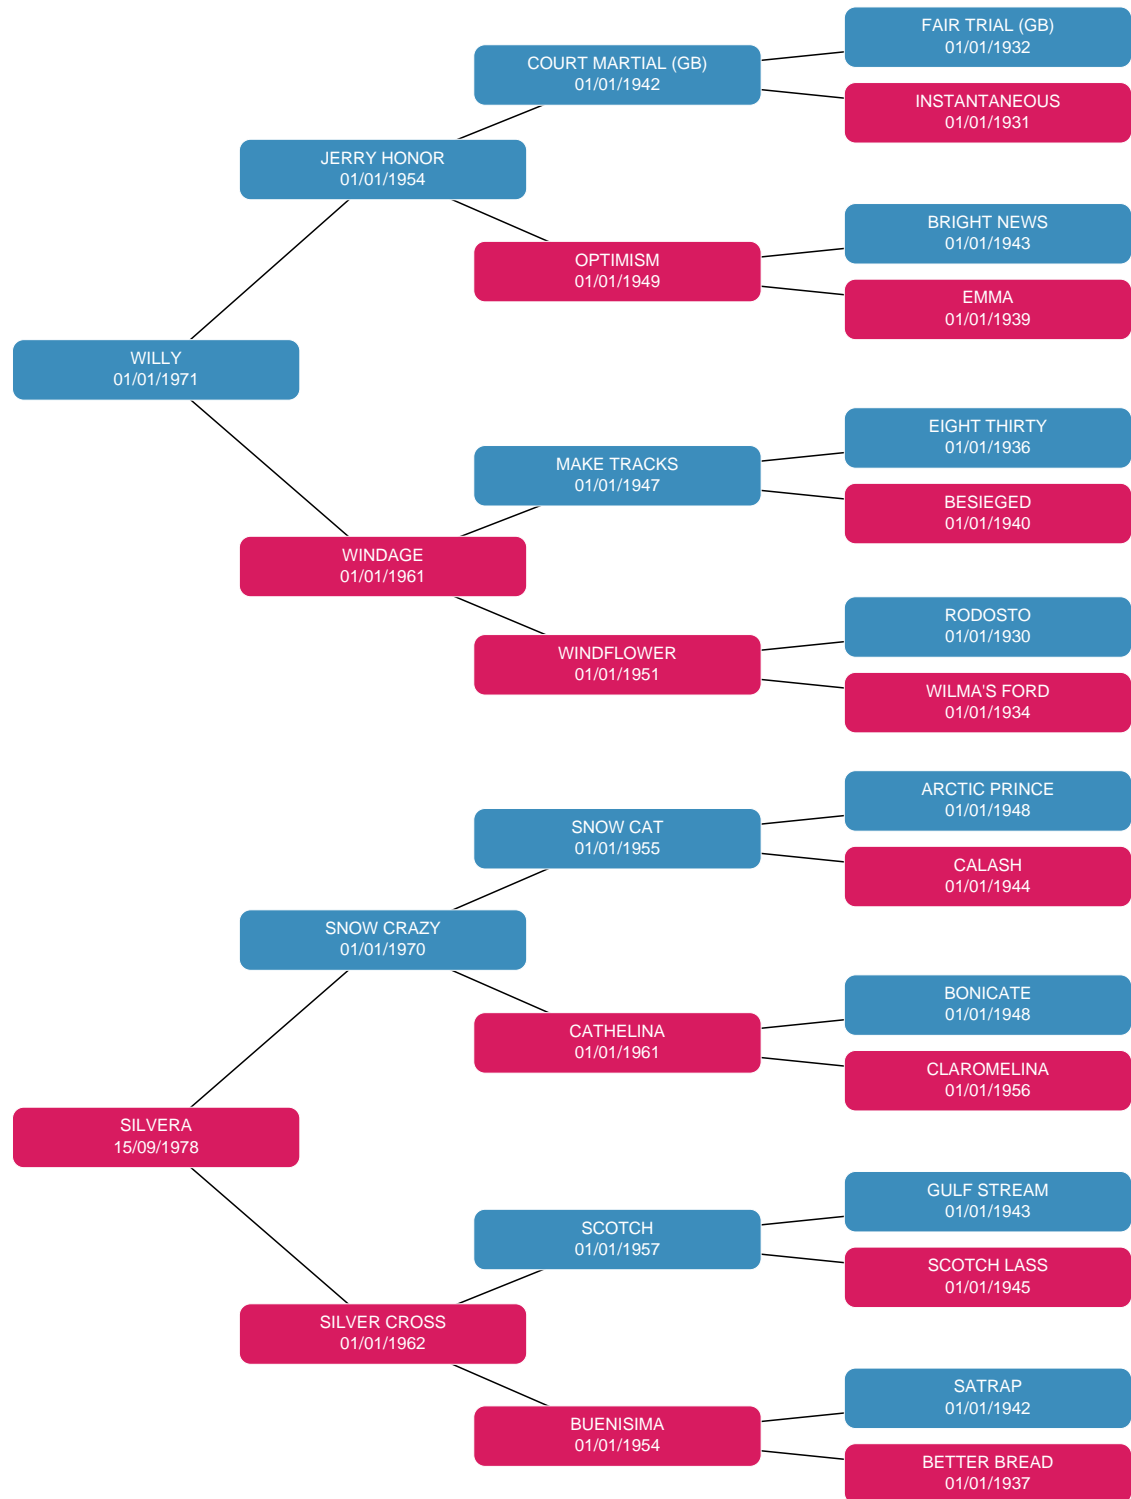 FAIR TRIAL (GB)
01/01/1932
COURT MARTIAL (GB)
01/01/1942
INSTANTANEOUS
01/01/1931
JERRY HONOR
01/01/1954
BRIGHT NEWS
01/01/1943
OPTIMISM
01/01/1949
EMMA
01/01/1939
WILLY
01/01/1971
EIGHT THIRTY
01/01/1936
MAKE TRACKS
01/01/1947
BESIEGED
01/01/1940
WINDAGE
01/01/1961
RODOSTO
01/01/1930
WINDFLOWER
01/01/1951
WILMA'S FORD
01/01/1934
ARCTIC PRINCE
01/01/1948
SNOW CAT
01/01/1955
CALASH
01/01/1944
SNOW CRAZY
01/01/1970
BONICATE
01/01/1948
CATHELINA
01/01/1961
CLAROMELINA
01/01/1956
SILVERA
15/09/1978
GULF STREAM
01/01/1943
SCOTCH
01/01/1957
SCOTCH LASS
01/01/1945
SILVER CROSS
01/01/1962
SATRAP
01/01/1942
BUENISIMA
01/01/1954
BETTER BREAD
01/01/1937